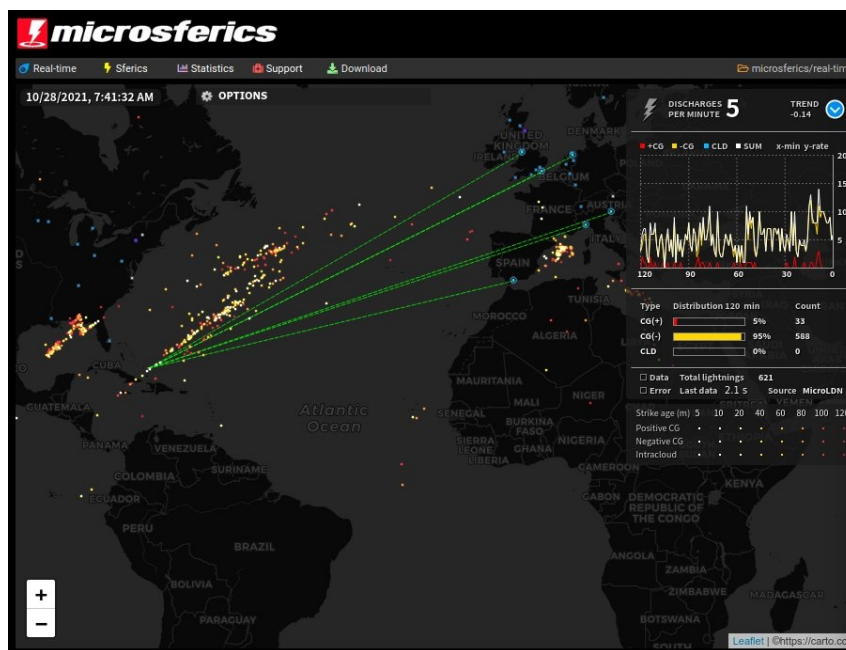 microsferics
Real-time Sferics Statistics Support Download microsferics/real-tim
10/28/2021, 7:41:32 AM OPTIONS
DISCHARGES PER MINUTE 5 TREND -0.14
+CG -CG CLD SUM x-min y-rate
20
15
10
5
120 90 60 30 0
Type Distribution 120 min Count
CG(+) 5% 33
CG(-) 95% 588
CLD 0% 0
Data Total lightnings 621
Error Last data 2.1 s Source MicroLDN
Strike age (m) 5 10 20 40 60 80 100 120
Positive CG
Negative CG
Intracloud
UNITED KINGDOM
DENMARK
IRELAND
BELGIUM
FRANCE
AUSTRIA
ITALY
SPAIN
TUNISIA
MOROCCO
ALGERIA
CUBA
MAURITANIA
GUATEMALA
MALI
NIGER
Atlantic Ocean
SENEGAL
BURKINA FASO
YEMEN
PANAMA
VENEZUELA
SIERRA LEONE
GHANA
NIGERIA
LIBERIA
SURINAME
CAMEROON
COLOMBIA
KENYA
ECUADOR
GABON
DEMOCRATIC REPUBLIC OF THE CONGO
PERU
BRAZIL
ANGOLA
ZAMBIA
BOLIVIA
ZIMBABWE
MADAGASCAR
PARAGUAY
BOTSWANA
SOUTH
+
−
Leaflet | ©https://carto.co